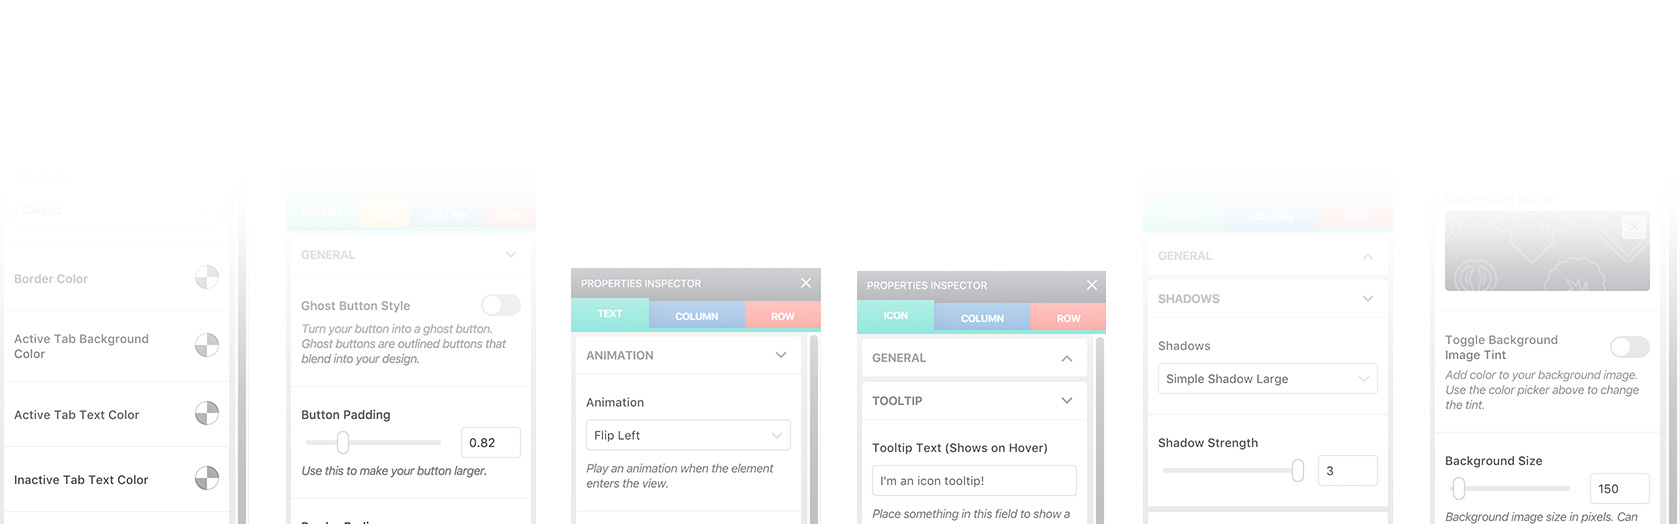 Classic
Border Color
Active Tab Background
Color
Active Tab Text Color
Inactive Tab Text Color
BUTTON
COLUMN
ROW
GENERAL
Ghost Button Style
Turn your button into a ghost button.
Ghost buttons are outlined buttons that
blend into your design.
Button Padding
0.82
Use this to make your button larger.
PROPERTIES INSPECTOR
TEXT
COLUMN
ROW
ANIMATION
Animation
Flip Left
Play an animation when the element
enters the view.
PROPERTIES INSPECTOR
ICON
COLUMN
ROW
GENERAL
TOOLTIP
Tooltip Text (Shows on Hover)
I'm an icon tooltip!
Place something in this field to show a
COLUMN
ROW
GENERAL
SHADOWS
Shadows
Simple Shadow Large
Shadow Strength
3
Background Image
Toggle Background
Image Tint
Add color to your background image.
Use the color picker above to change
the tint.
Background Size
150
Background image size in pixels. Can